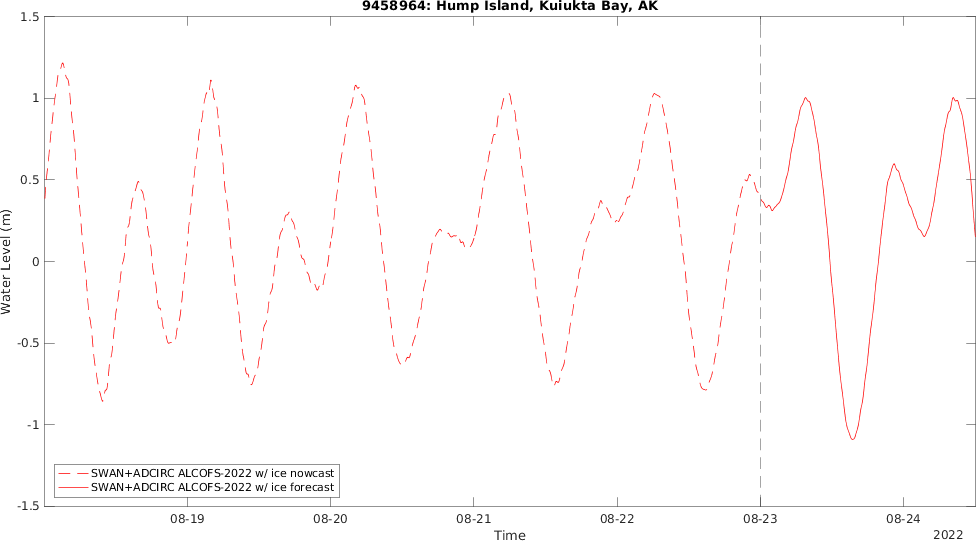 9458964: Hump Island, Kuiukta Bay, AK
1.5
1
0.5
0
-0.5
-1
-1.5
Water Level (m)
SWAN+ADCIRC ALCOFS-2022 w/ ice nowcast
SWAN+ADCIRC ALCOFS-2022 w/ ice forecast
08-19 08-20 08-21 08-22 08-23 08-24
Time
2022